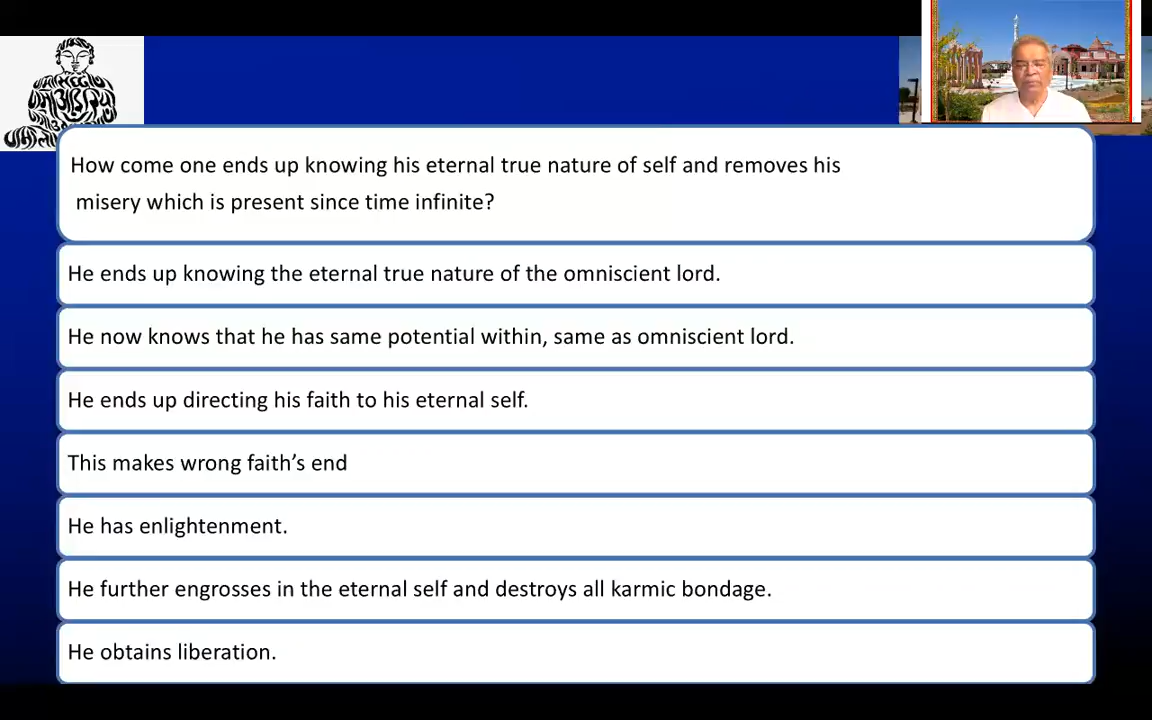 How come one ends up knowing his eternal true nature of self and removes his
misery which is present since time infinite?
He ends up knowing the eternal true nature of the omniscient lord.
He now knows that he has same potential within, same as omniscient lord.
He ends up directing his faith to his eternal self.
This makes wrong faith’s end
He has enlightenment.
He further engrosses in the eternal self and destroys all karmic bondage.
He obtains liberation.